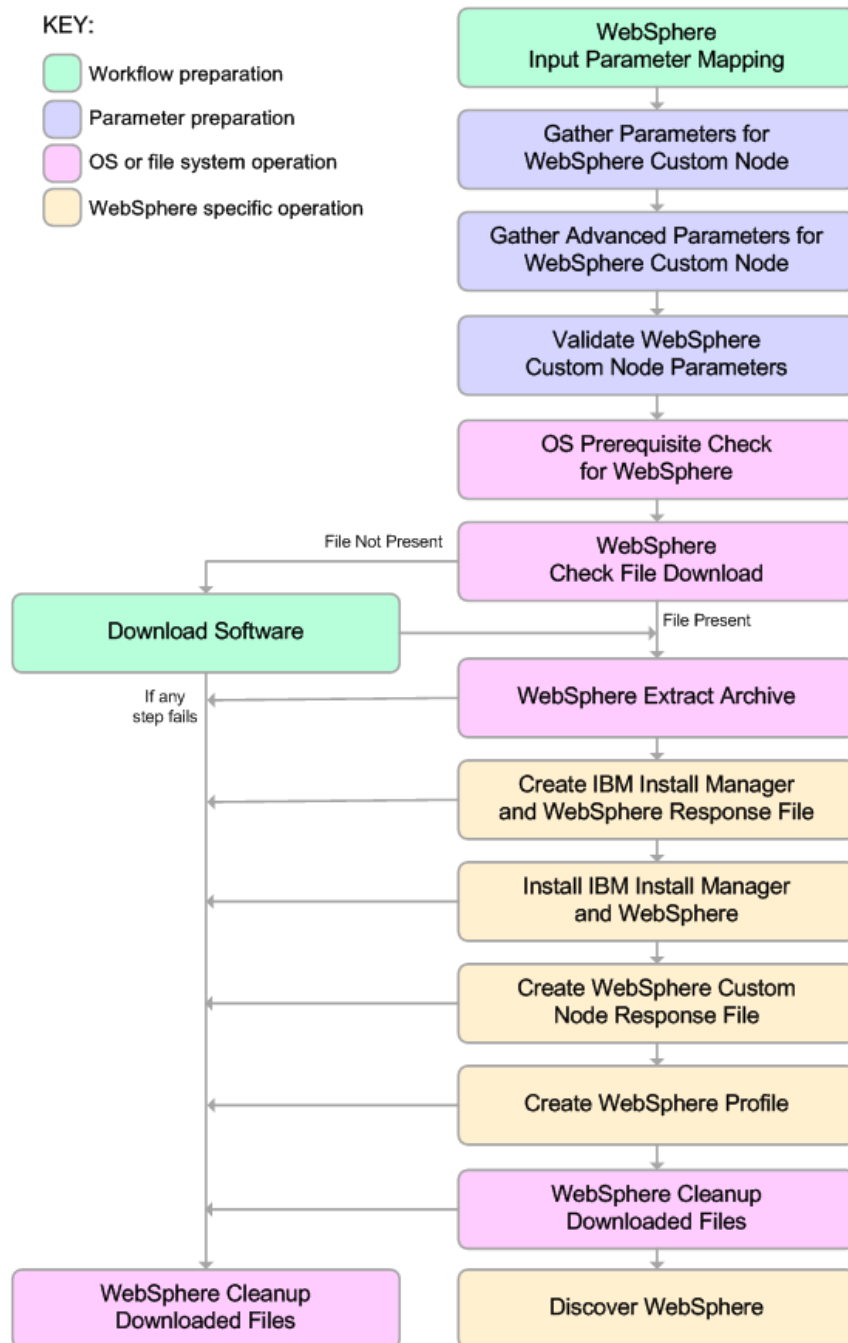 KEY:
Workflow preparation
Parameter preparation
OS or file system operation
WebSphere specific operation
WebSphere
Input Parameter Mapping
Gather Parameters for
WebSphere Custom Node
Gather Advanced Parameters for
WebSphere Custom Node
Validate WebSphere
Custom Node Parameters
OS Prerequisite Check
for WebSphere
File Not Present
WebSphere
Check File Download
Download Software
File Present
If any
step fails
WebSphere Extract Archive
Create IBM Install Manager
and WebSphere Response File
Install IBM Install Manager
and WebSphere
Create WebSphere Custom
Node Response File
Create WebSphere Profile
WebSphere Cleanup
Downloaded Files
WebSphere Cleanup
Downloaded Files
Discover WebSphere